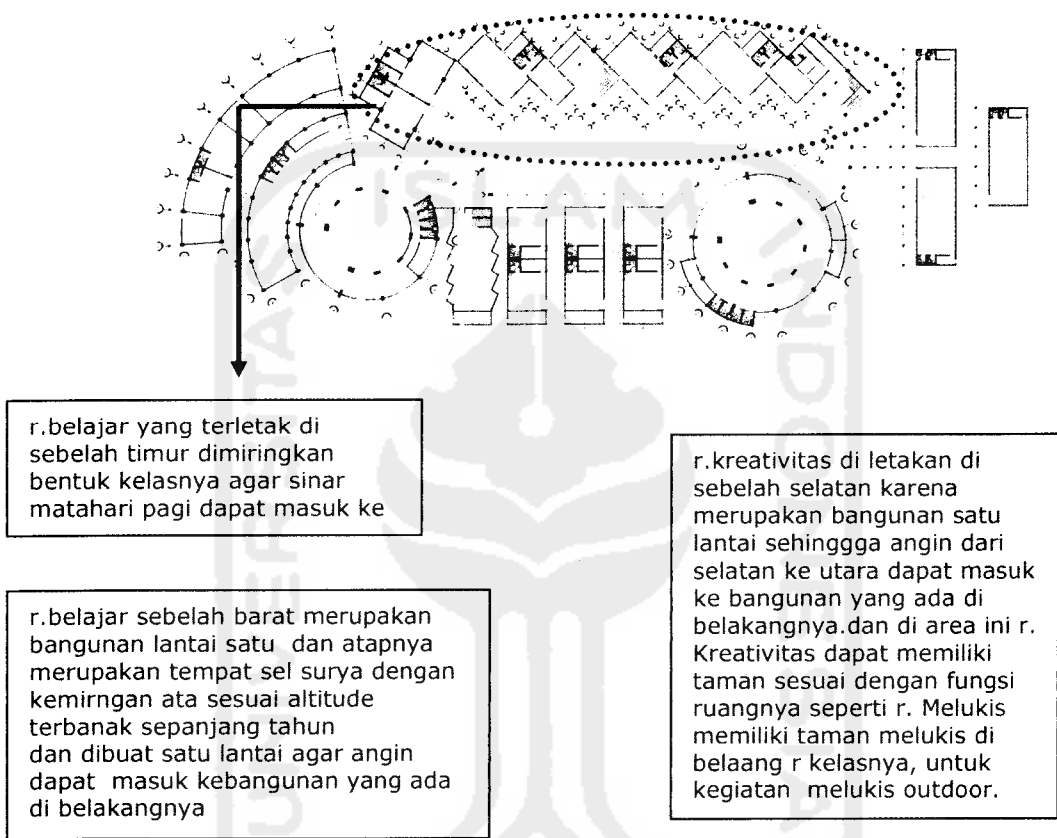 r.belajar yang terletak di
sebelah timur dimiringkan
bentuk kelasnya agar sinar
matahari pagi dapat masuk ke
r.belajar sebelah barat merupakan
bangunan lantai satu dan atapnya
merupakan tempat sel surya dengan
kemirngan ata sesuai altitude
terbanak sepanjang tahun
dan dibuat satu lantai agar angin
dapat masuk kebangunan yang ada
di belakangnya
r.kreativitas di letakan di
sebelah selatan karena
merupakan bangunan satu
lantai sehinggga angin dari
selatan ke utara dapat masuk
ke bangunan yang ada di
belakangnya.dan di area ini r.
Kreativitas dapat memiliki
taman sesuai dengan fungsi
ruangnya seperti r. Melukis
memiliki taman melukis di
belaang r kelasnya, untuk
kegiatan melukis outdoor.
ISLAM
UNIVERSITAS
INDONESIA